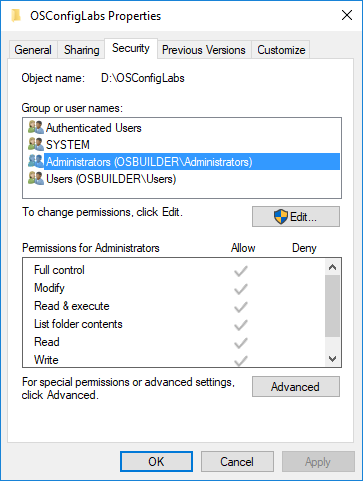 OSConfigLabs Properties
General Sharing Security Previous Versions Customize
Object name: D:\OSConfigLabs
Group or user names:
Authenticated Users
SYSTEM
Administrators (OSBUILDER\Administrators)
Users (OSBUILDER\Users)
To change permissions, click Edit.
Edit...
Permissions for Administrators Allow Deny
Full control
Modify
Read & execute
List folder contents
Read
Write
For special permissions or advanced settings,
click Advanced.
Advanced
OK Cancel Apply